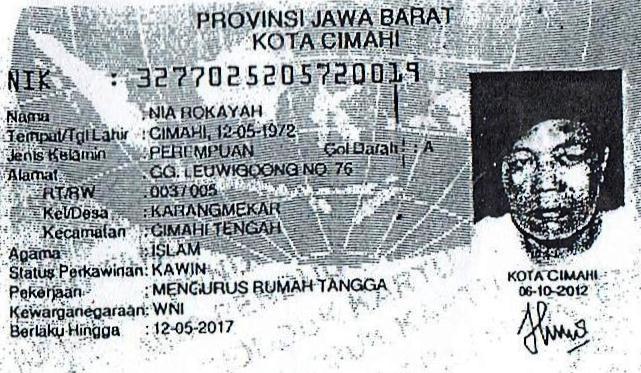 PROVINSI JAWA BARAT
KOTA CIMAHI
NIK : 3277025205720019
Nama : NIA ROKAYAH
Tempat/Tgl Lahir : CIMAHI, 12-05-1972
Jenis Kelamin : PEREMPUAN Gol Darah : A
Alamat : GG. LEUWIGOONG NO. 76
RT/RW : 003/005
Kel/Desa : KARANGMEKAR
Kecamatan : CIMAHI TENGAH
Agama : ISLAM
Status Perkawinan: KAWIN
Pekerjaan : MENGURUS RUMAH TANGGA
Kewarganegaraan: WNI
Berlaku Hingga : 12-05-2017
KOTA CIMAHI
06-10-2012